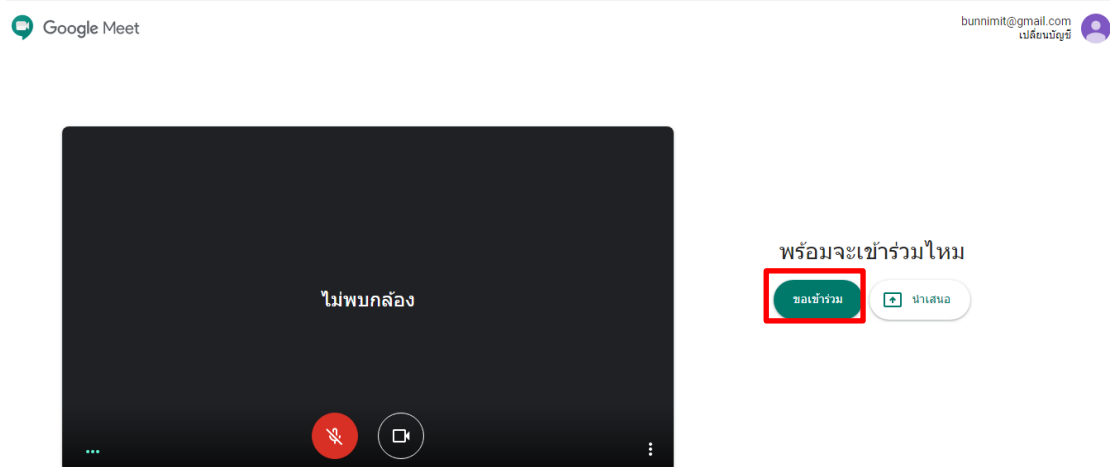 Google Meet
bunnimit@gmail.com
เปลี่ยนบัญชี
ไม่พบกล้อง
พร้อมจะเข้าร่วมไหม
ขอเข้าร่วม
นำเสนอ